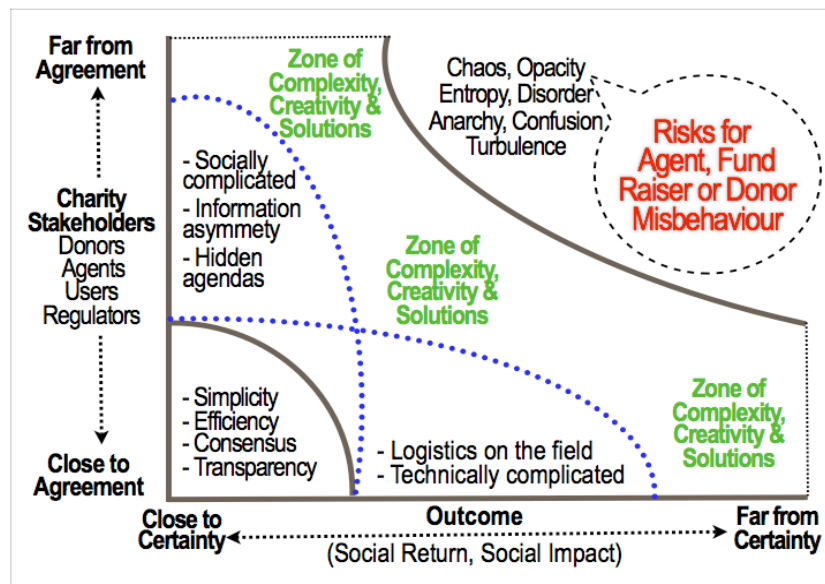 Far from
Agreement
Charity
Stakeholders
Donors
Agents
Users
Regulators
Close to
Agreement
Zone of
Complexity,
Creativity &
Solutions
Chaos, Opacity
Entropy, Disorder
Anarchy, Confusion
Turbulence
Risks for
Agent, Fund
Raiser or Donor
Misbehaviour
- Socially
complicated
- Information
asymmetry
- Hidden
agendas
Zone of
Complexity,
Creativity &
Solutions
- Simplicity
- Efficiency
- Consensus
- Transparency
- Logistics on the field
- Technically complicated
Zone of
Complexity,
Creativity &
Solutions
Close to
Certainty
Outcome
(Social Return, Social Impact)
Far from
Certainty